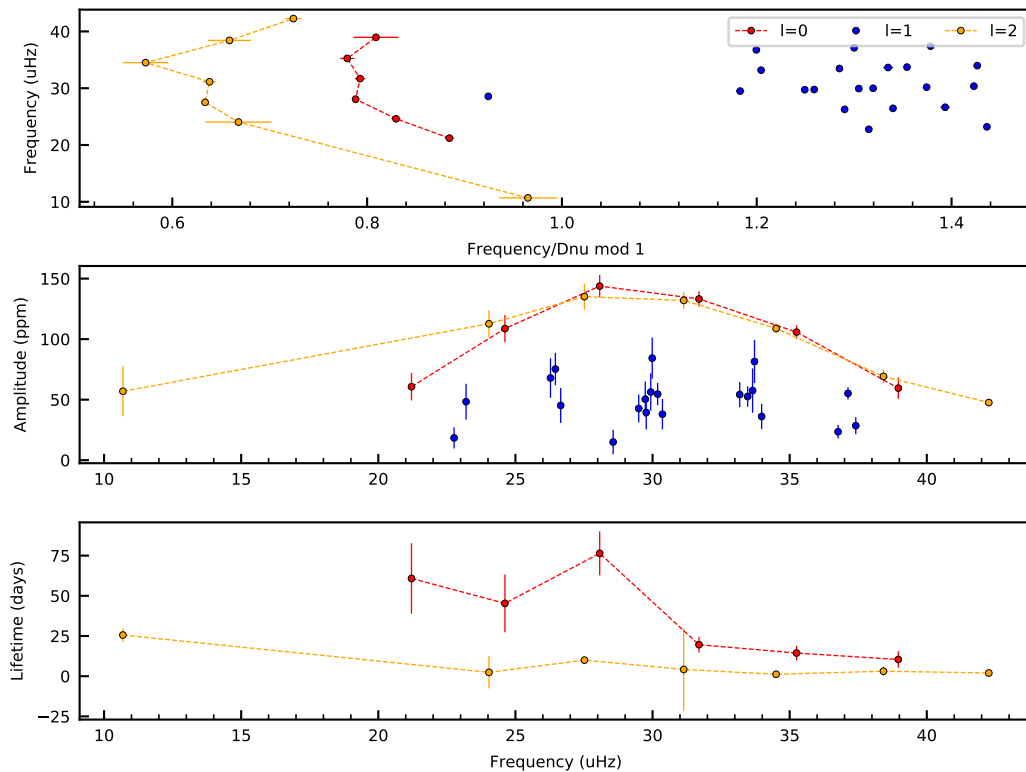 l=0 l=1 l=2
40
30
20
10
Frequency (uHz)
0.6 0.8 1.0 1.2 1.4
Frequency/Dnu mod 1
150
100
50
0
Amplitude (ppm)
10 15 20 25 30 35 40
75
50
25
0
−25
Lifetime (days)
10 15 20 25 30 35 40
Frequency (uHz)